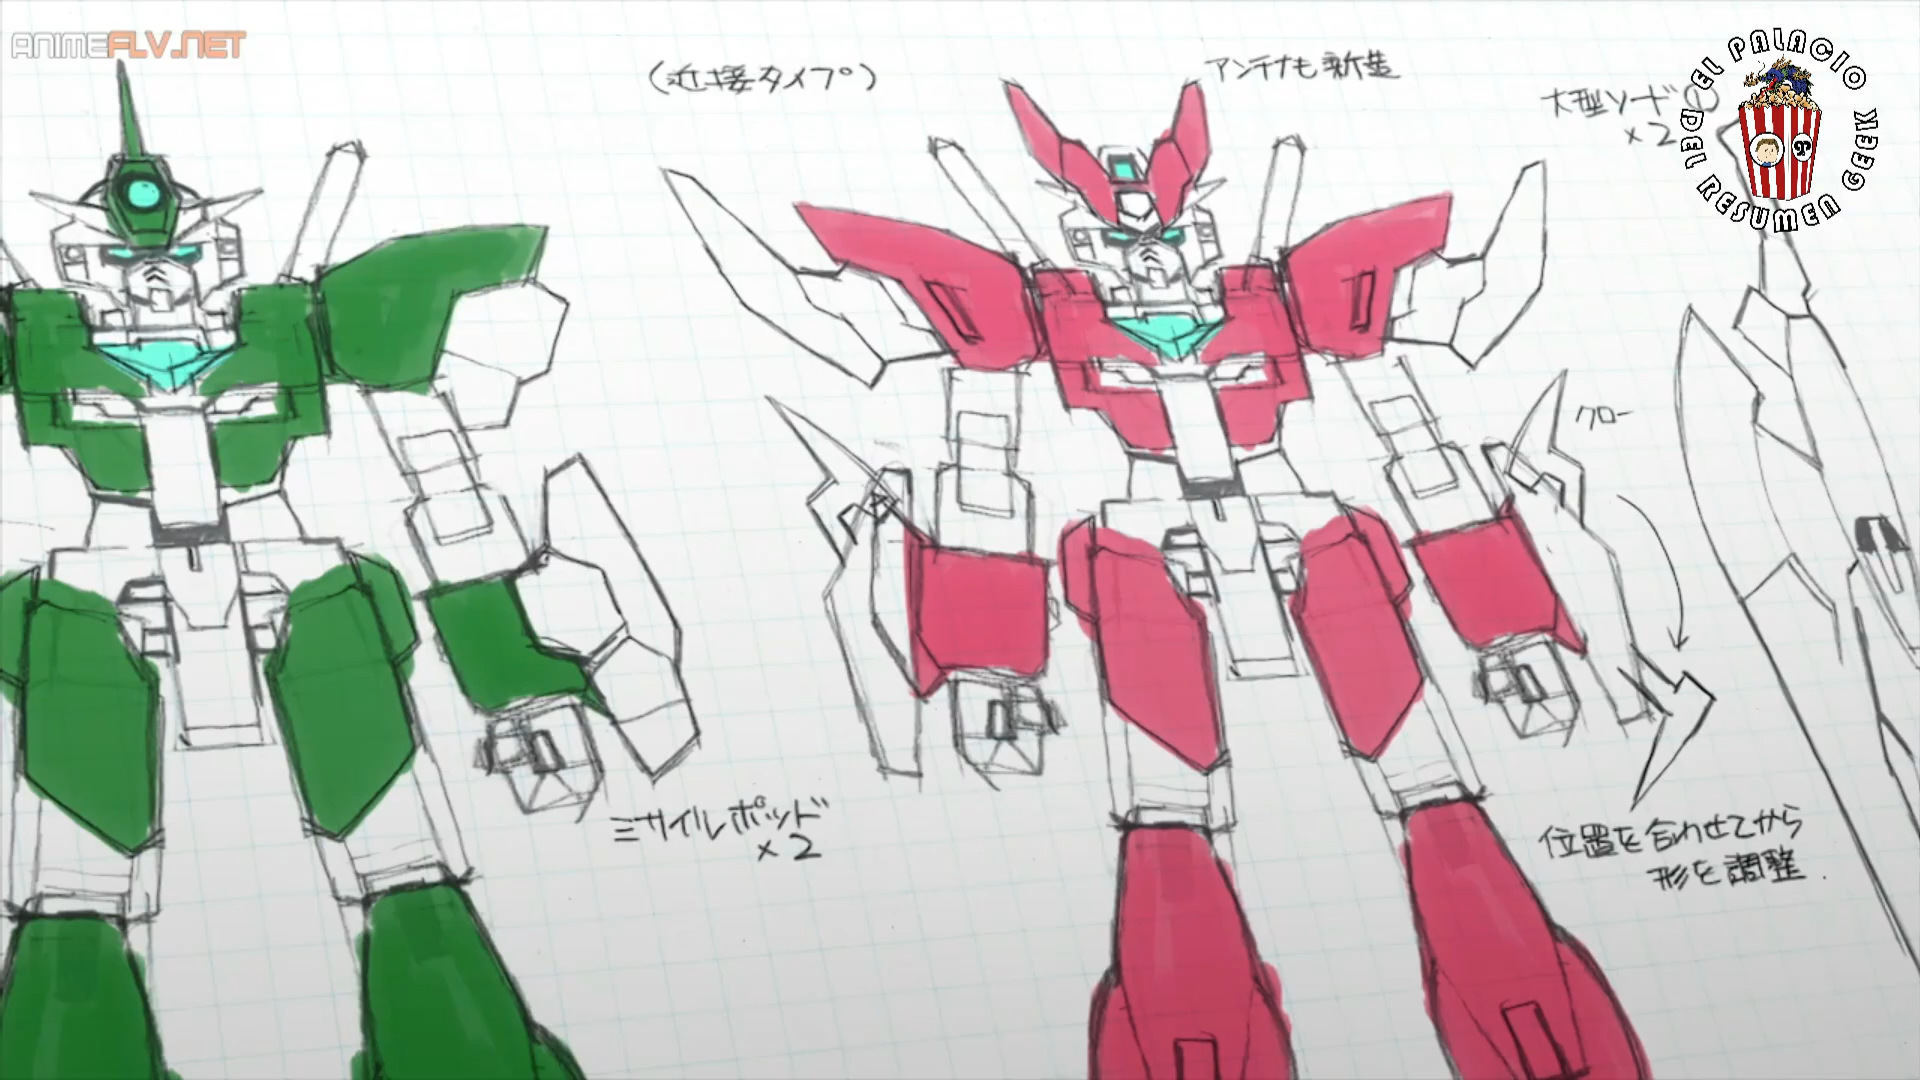 ANIMEFLV.NET
(近接タイプ)
アンテナも新造
大型ソード
×2
EL PALACIO
DEL RESUMEN GEEK
クロー
ミサイルポッド
×2
位置を合わせてから
形を調整.